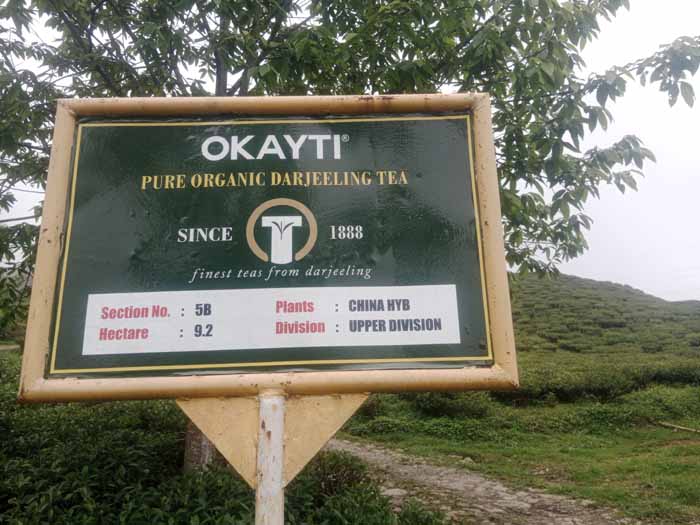 OKAYTI®
PURE ORGANIC DARJEELING TEA
SINCE T 1888
finest teas from darjeeling
Section No. : 5B Plants : CHINA HYB
Hectare : 9.2 Division : UPPER DIVISION